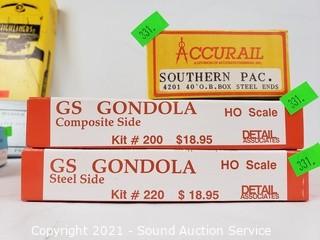 HIGHLINERS
331.
ACCURAIL
SOUTHERN PAC.
4201 40' O.B. BOX STEEL ENDS
331.
GS GONDOLA
HO Scale
Composite Side
Kit # 200 $18.95
DETAIL
ASSOCIATES
331.
GS GONDOLA
HO Scale
Steel Side
Kit # 220 $ 18.95
DETAIL
ASSOCIATES
Copyright 2021 - Sound Auction Service